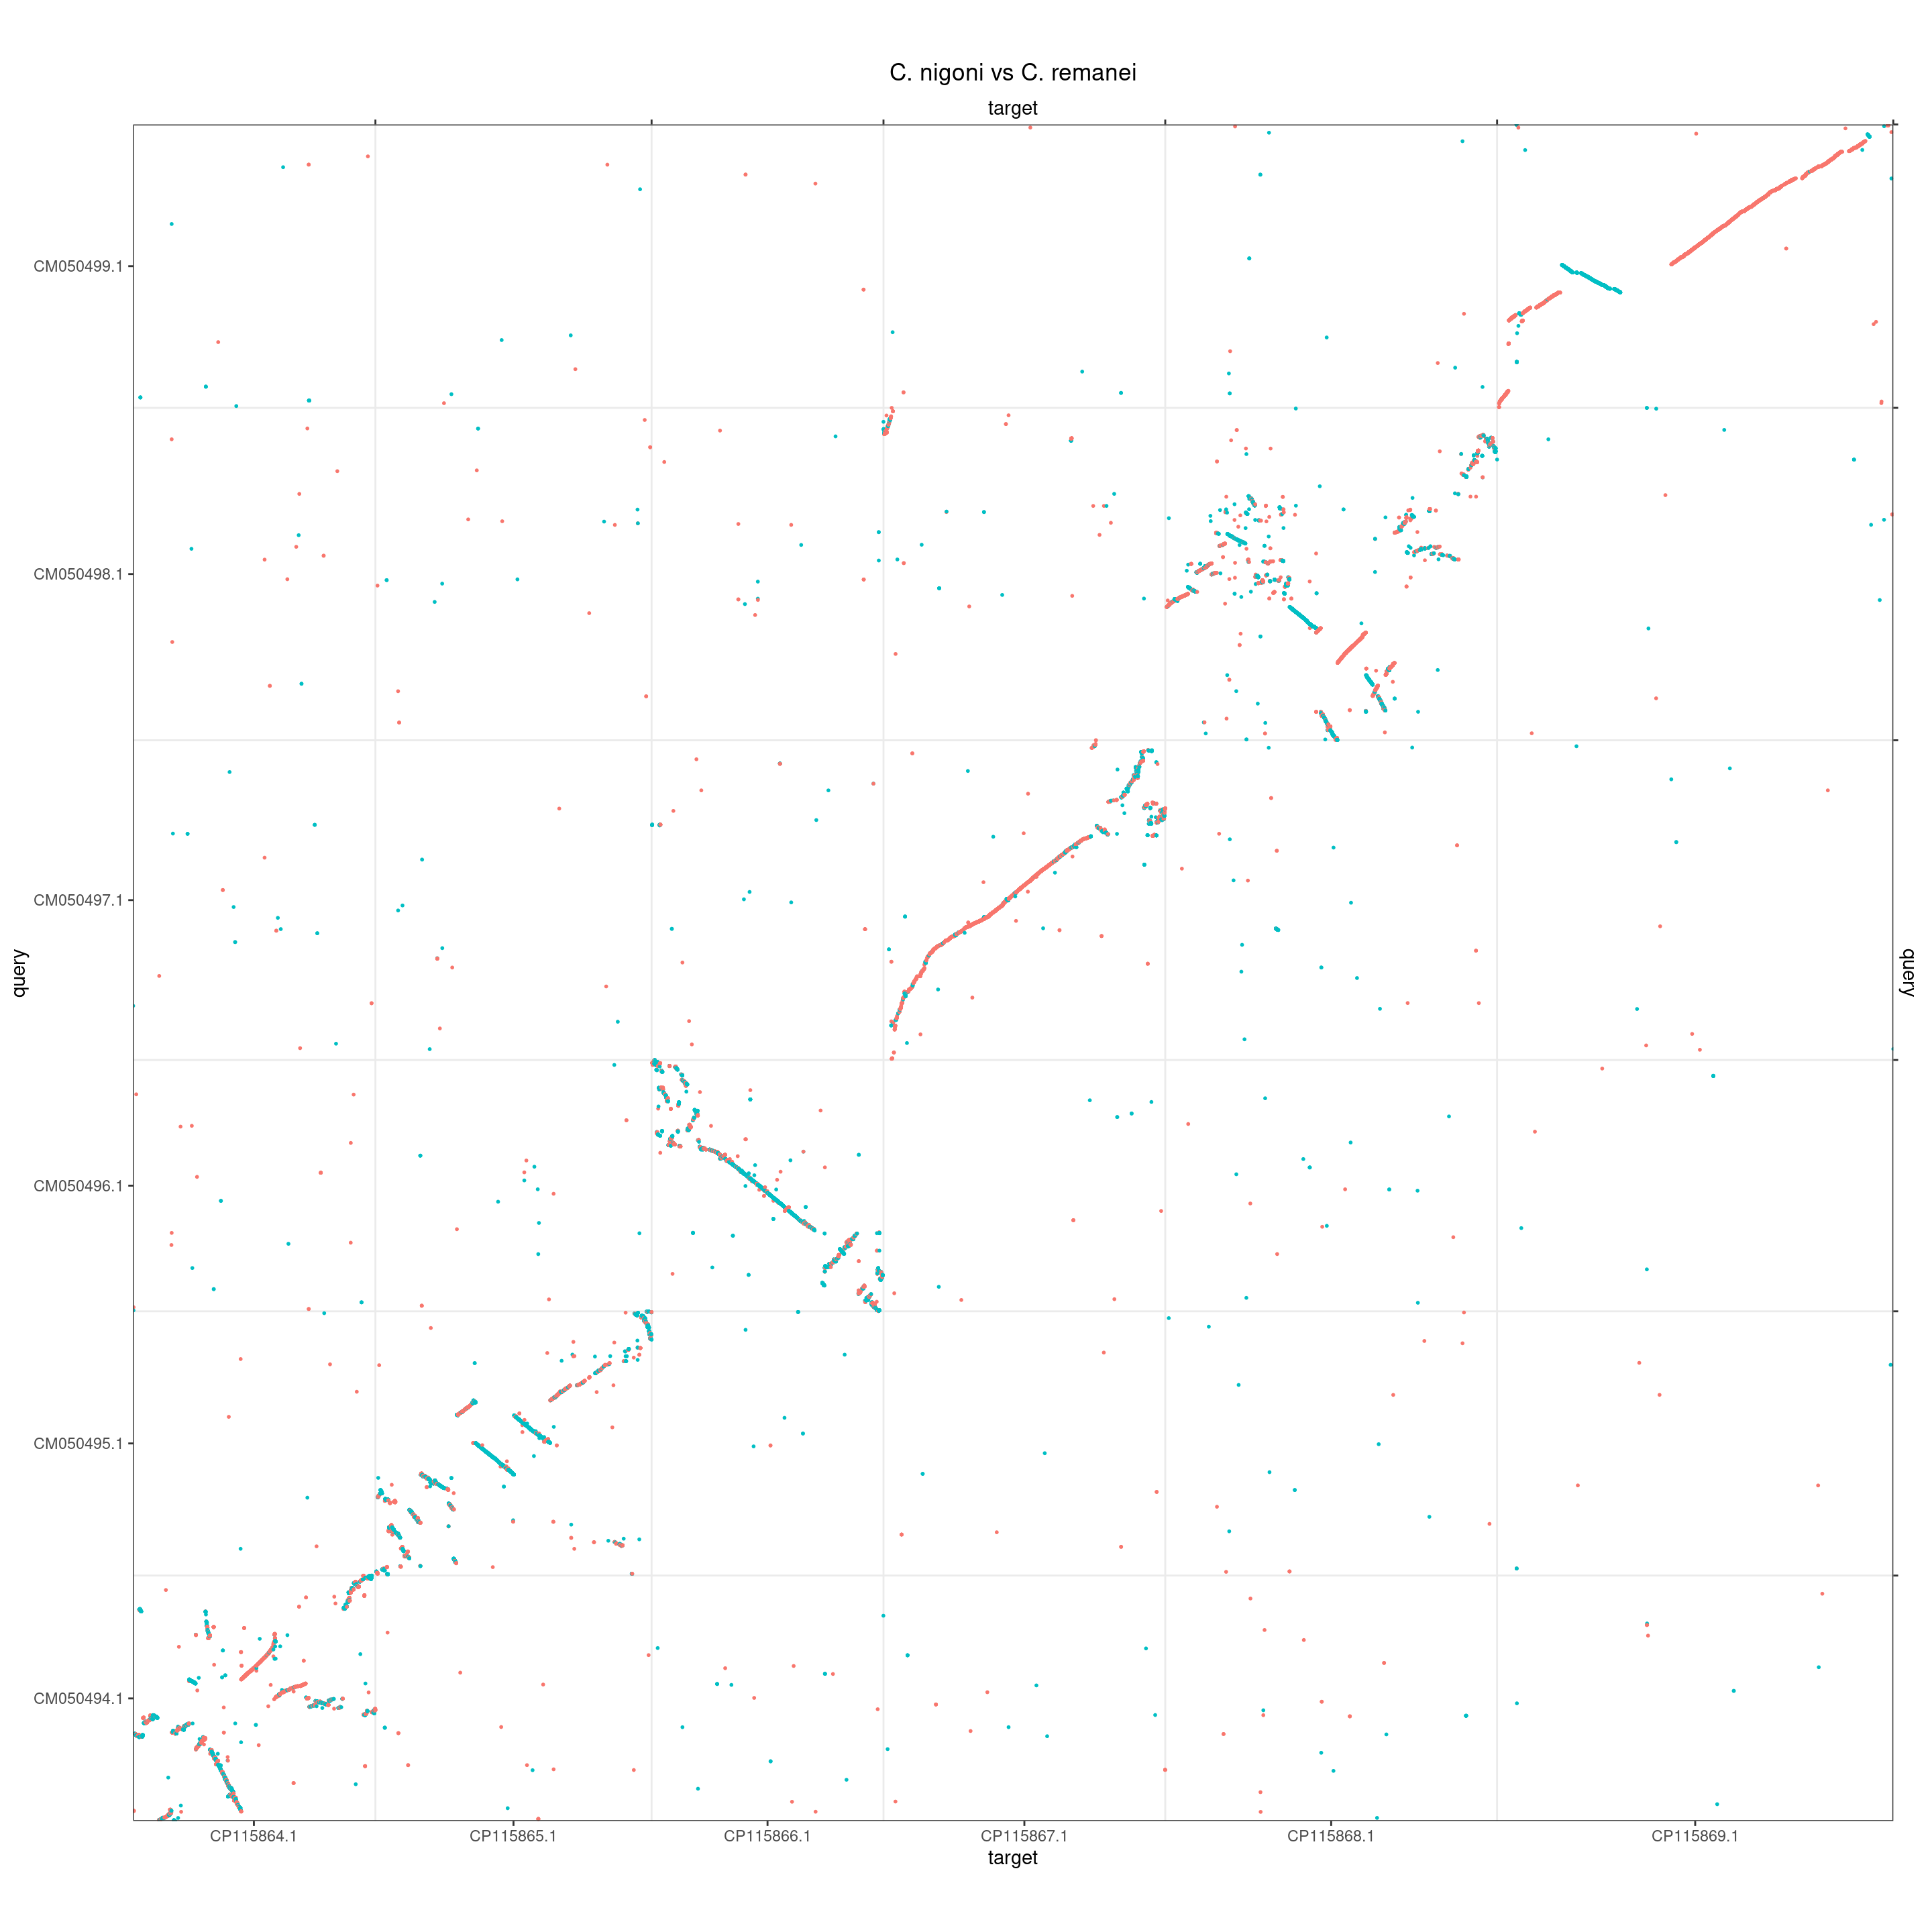 C. nigoni vs C. remanei
target
CM050499.1
CM050498.1
CM050497.1
query
query
CM050496.1
CM050495.1
CM050494.1
CP115864.1
CP115865.1
CP115866.1
CP115867.1
CP115868.1
CP115869.1
target